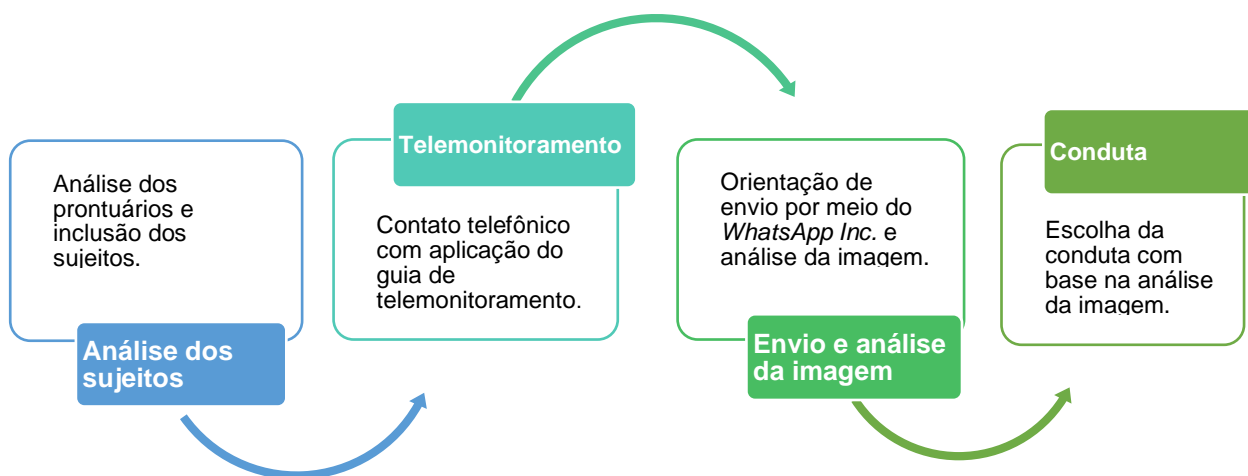 Análise dos
prontuários e
inclusão dos
sujeitos.
Análise dos
sujeitos
Telemonitoramento
Contato telefônico
com aplicação do
guia de
telemonitoramento.
Orientação de
envio por meio do
WhatsApp Inc. e
análise da imagem.
Envio e análise
da imagem
Conduta
Escolha da
conduta com
base na análise
da imagem.